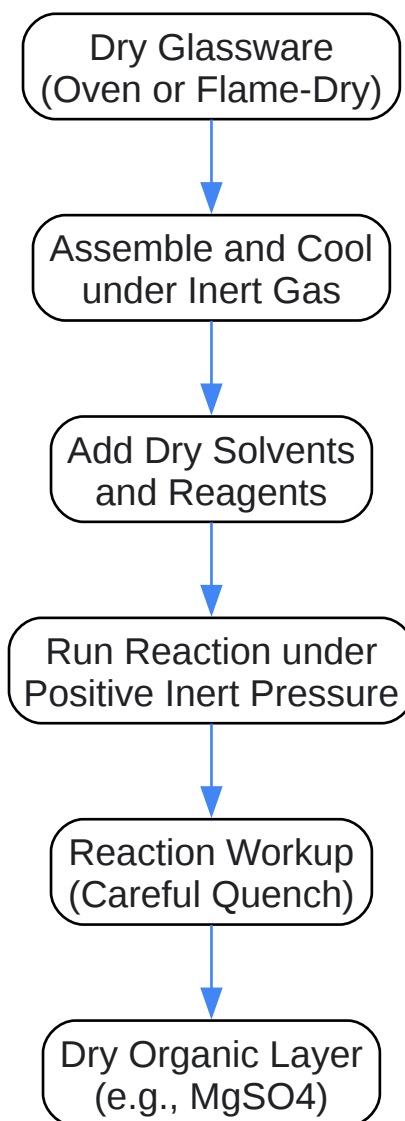 Dry Glassware
(Oven or Flame-Dry)
Assemble and Cool
under Inert Gas
Add Dry Solvents
and Reagents
Run Reaction under
Positive Inert Pressure
Reaction Workup
(Careful Quench)
Dry Organic Layer
(e.g., MgSO4)